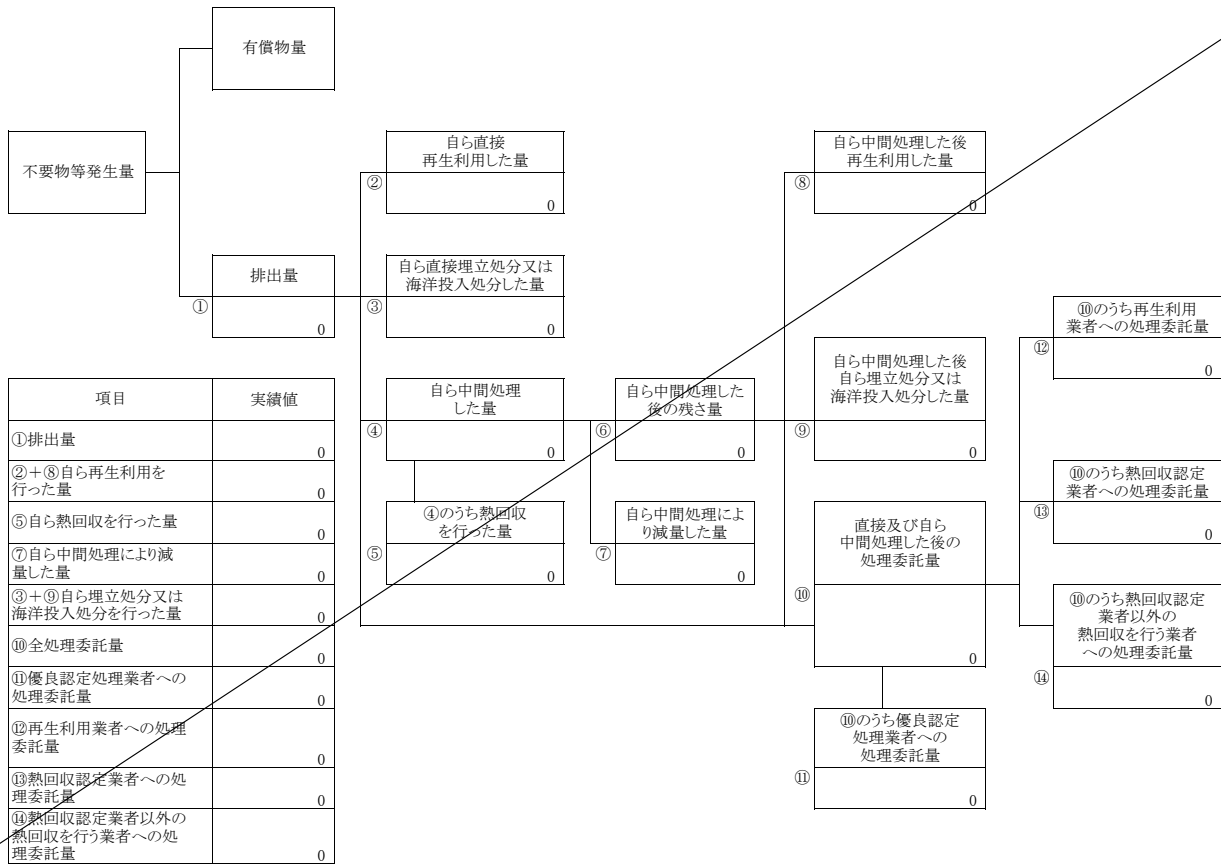 有償物量
不要物等発生量
自ら直接
再生利用した量
②
0
自ら中間処理した後
再生利用した量
⑧
0
排出量
①
0
自ら直接埋立処分又は
海洋投入処分した量
③
0
⑩のうち再生利用
業者への処理委託量
⑫
0
自ら中間処理
した量
④
0
自ら中間処理した
後の残さ量
⑥
0
自ら中間処理した後
自ら埋立処分又は
海洋投入処分した量
⑨
0
④のうち熱回収
を行った量
⑤
0
自ら中間処理によ
り減量した量
⑦
0
直接及び自ら
中間処理した後の
処理委託量
⑩
0
⑩のうち熱回収認定
業者への処理委託量
⑬
0
⑩のうち熱回収認定
業者以外の
熱回収を行う業者
への処理委託量
⑭
0
⑩のうち優良認定
処理業者への
処理委託量
⑪
0
項目 実績値
①排出量
0
②+⑧自ら再生利用を
行った量
0
⑤自ら熱回収を行った量
0
⑦自ら中間処理により減
量した量
0
③+⑨自ら埋立処分又は
海洋投入処分を行った量
0
⑩全処理委託量
0
⑪優良認定処理業者への
処理委託量
0
⑫再生利用業者への処理
委託量
0
⑬熱回収認定業者への処
理委託量
0
⑭熱回収認定業者以外の
熱回収を行う業者への処
理委託量
0